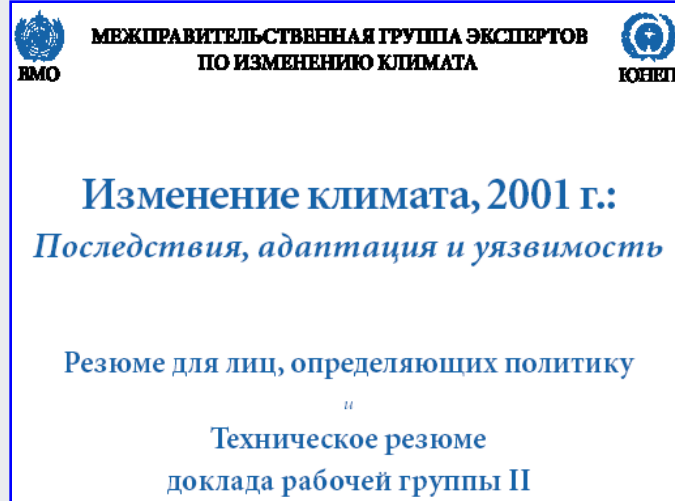 МЕЖПРАВИТЕЛЬСТВЕННАЯ ГРУППА ЭКСПЕРТОВ
ПО ИЗМЕНЕНИЮ КЛИМАТА
ВМО
ЮНЕП
Изменение климата, 2001 г.:
Последствия, адаптация и уязвимость
Резюме для лиц, определяющих политику
и
Техническое резюме
доклада рабочей группы II